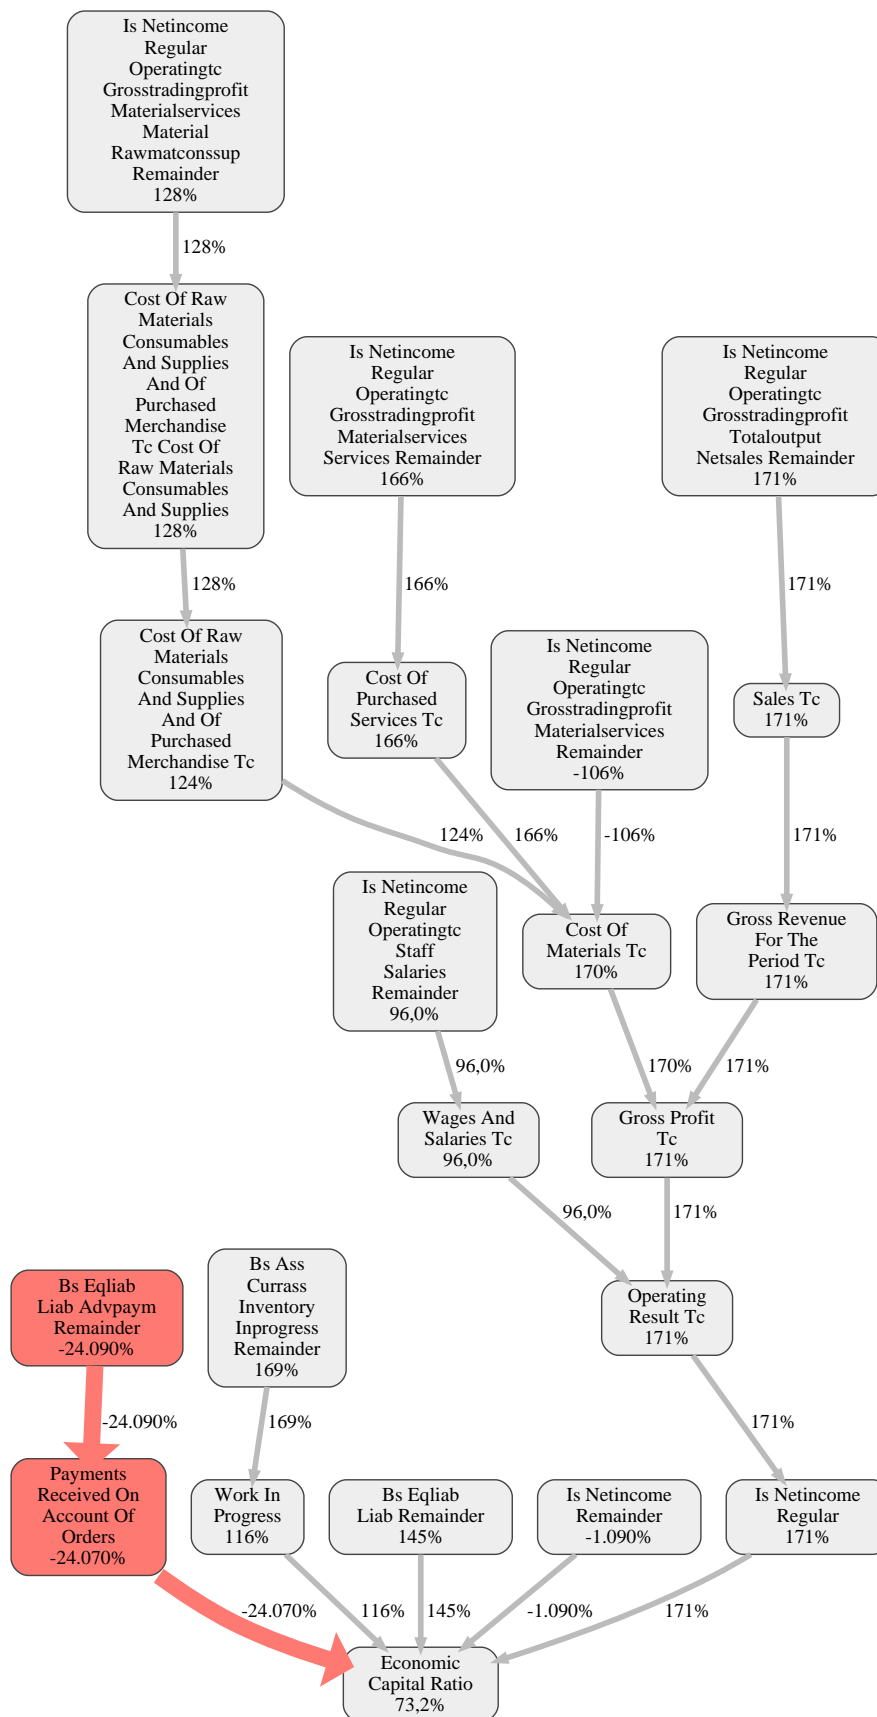 Is Netincome
Regular
Operatingtc
Grosstradingprofit
Materialservices
Material
Rawmatconssup
Remainder
128%
128%
Cost Of Raw
Materials
Consumables
And Supplies
And Of
Purchased
Merchandise
Tc Cost Of
Raw Materials
Consumables
And Supplies
128%
Is Netincome
Regular
Operatingtc
Grosstradingprofit
Materialservices
Services Remainder
166%
Is Netincome
Regular
Operatingtc
Grosstradingprofit
Totaloutput
Netsales Remainder
171%
128%
166%
171%
Cost Of Raw
Materials
Consumables
And Supplies
And Of
Purchased
Merchandise Tc
124%
Cost Of
Purchased
Services Tc
166%
Is Netincome
Regular
Operatingtc
Grosstradingprofit
Materialservices
Remainder
-106%
Sales Tc
171%
124%
166%
-106%
171%
Is Netincome
Regular
Operatingtc
Staff
Salaries
Remainder
96,0%
Cost Of
Materials Tc
170%
Gross Revenue
For The
Period Tc
171%
96,0%
170%
171%
Wages And
Salaries Tc
96,0%
Gross Profit
Tc
171%
96,0%
171%
Bs Eqliab
Liab Advpaym
Remainder
-24.090%
Bs Ass
Currass
Inventory
Inprogress
Remainder
169%
Operating
Result Tc
171%
-24.090%
169%
171%
Payments
Received On
Account Of
Orders
-24.070%
Work In
Progress
116%
Bs Eqliab
Liab Remainder
145%
Is Netincome
Remainder
-1.090%
Is Netincome
Regular
171%
-24.070%
116%
145%
-1.090%
171%
Economic
Capital Ratio
73,2%